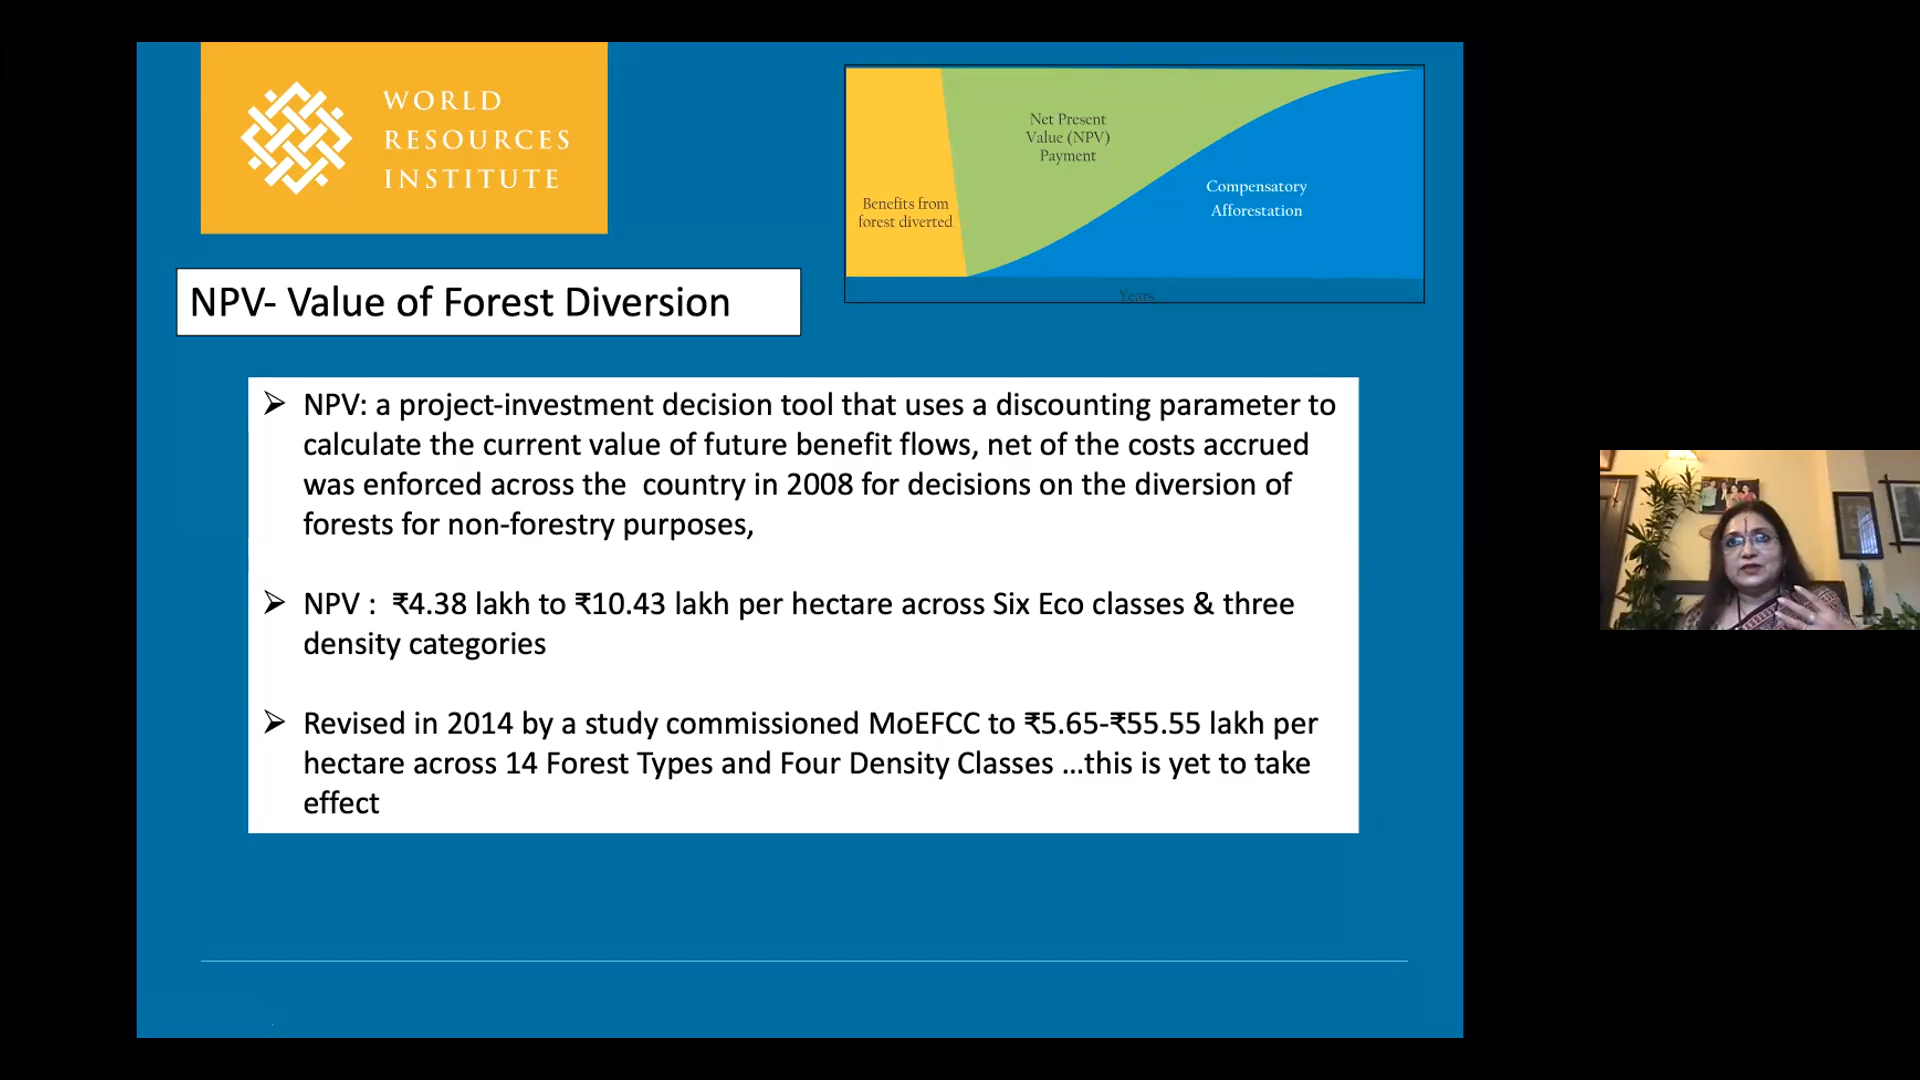 WORLD
RESOURCES
INSTITUTE
Net Present
Value (NPV)
Payment
Compensatory
Afforestation
Benefits from
forest diverted
Years
NPV- Value of Forest Diversion
➢ NPV: a project-investment decision tool that uses a discounting parameter to
calculate the current value of future benefit flows, net of the costs accrued
was enforced across the country in 2008 for decisions on the diversion of
forests for non-forestry purposes,
➢ NPV : ₹4.38 lakh to ₹10.43 lakh per hectare across Six Eco classes & three
density categories
➢ Revised in 2014 by a study commissioned MoEFCC to ₹5.65-₹55.55 lakh per
hectare across 14 Forest Types and Four Density Classes ...this is yet to take
effect